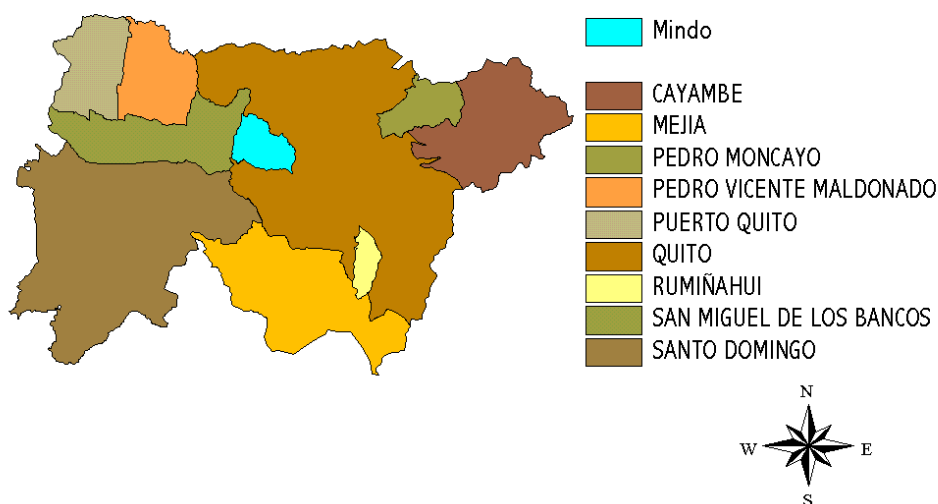 Mindo
CAYAMBE
MEJIA
PEDRO MONCAYO
PEDRO VICENTE MALDONADO
PUERTO QUITO
QUITO
RUMIÑAHUI
SAN MIGUEL DE LOS BANCOS
SANTO DOMINGO
N
W E
S